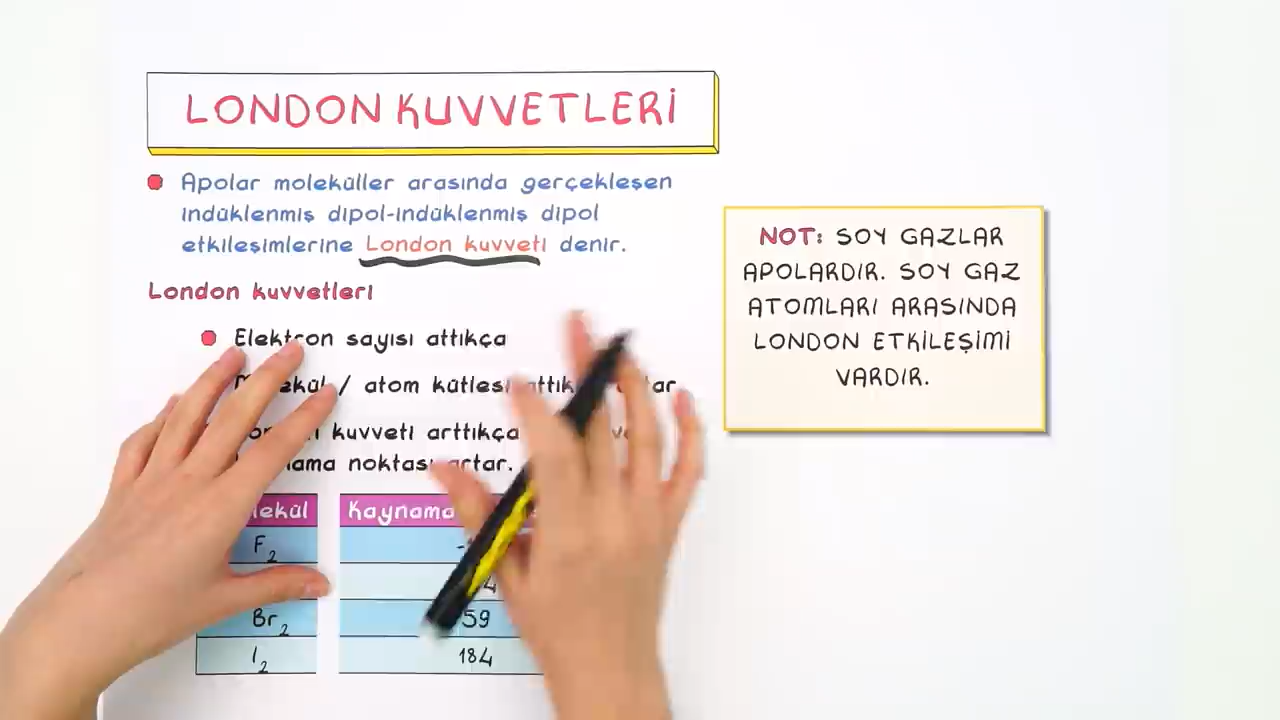 LONDON KUVVETLERİ
Apolar moleküller arasında gerçekleşen
indüklenmiş dipol-indüklenmiş dipol
etkileşimlerine London kuvveti denir.
London kuvvetleri
Elektron sayısı attıkça
/ atom kütlesi
kuvveti arttıkça
noktası artar.
Kaynama
F2
Br2 59
I2 184
NOT: SOY GAZLAR
APOLARDIR. SOY GAZ
ATOMLARI ARASINDA
LONDON ETKİLEŞİMİ
VARDIR.